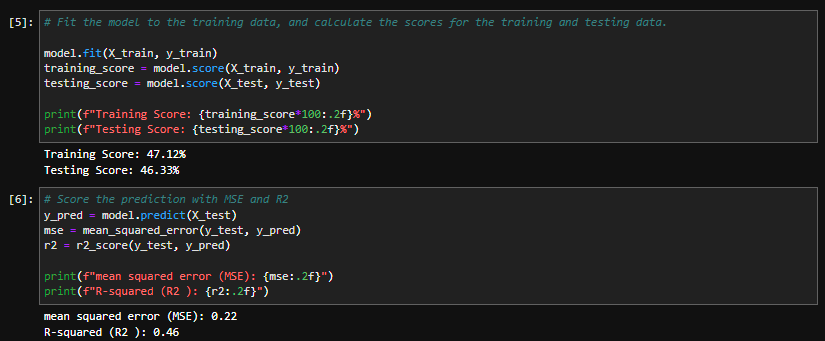 [5]: # Fit the model to the training data, and calculate the scores for the training and testing data.
model.fit(X_train, y_train)
training_score = model.score(X_train, y_train)
testing_score = model.score(X_test, y_test)
print(f"Training Score: {training_score*100:.2f}%")
print(f"Testing Score: {testing_score*100:.2f}%")
Training Score: 47.12%
Testing Score: 46.33%
[6]: # Score the prediction with MSE and R2
y_pred = model.predict(X_test)
mse = mean_squared_error(y_test, y_pred)
r2 = r2_score(y_test, y_pred)
print(f"mean squared error (MSE): {mse:.2f}")
print(f"R-squared (R2 ): {r2:.2f}")
mean squared error (MSE): 0.22
R-squared (R2 ): 0.46